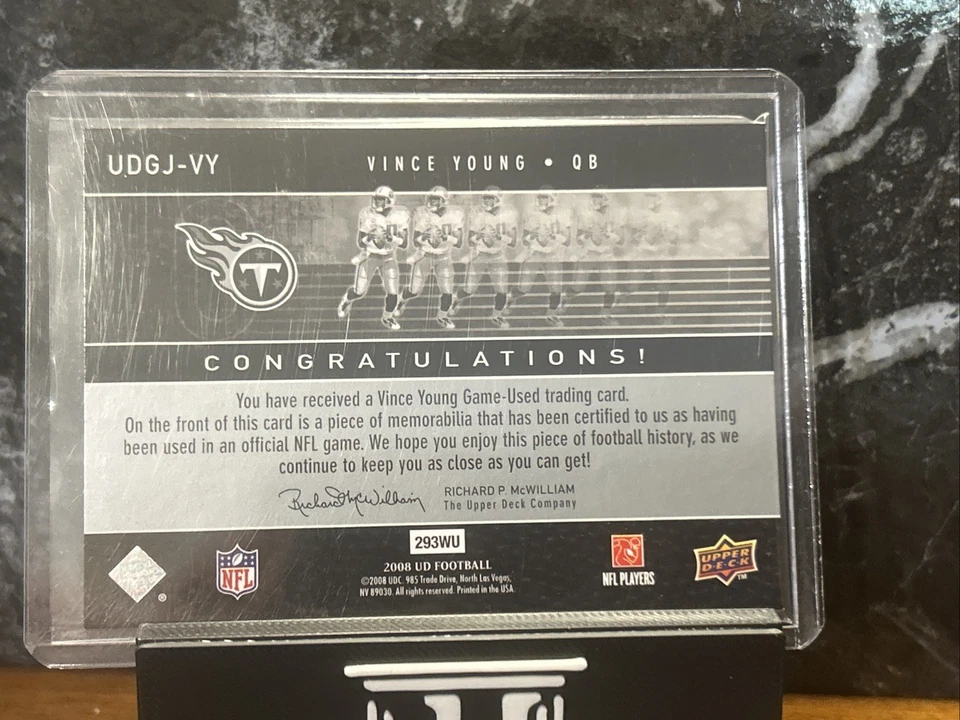 UDGJ-VY
VINCE YOUNG • QB
T
CONGRATULATIONS!
You have received a Vince Young Game-Used trading card.
On the front of this card is a piece of memorabilia that has been certified to us as having
been used in an official NFL game. We hope you enjoy this piece of football history, as we
continue to keep you as close as you can get!
Richard McWilliam
RICHARD P. McWILLIAM
The Upper Deck Company
293WU
2008 UD FOOTBALL
©2008 UDC. 985 Trade Drive, North Las Vegas,
NV 89030. All rights reserved. Printed in the USA.
®
NFL
NFL PLAYERS
UPPER
D·E·C·K
TM